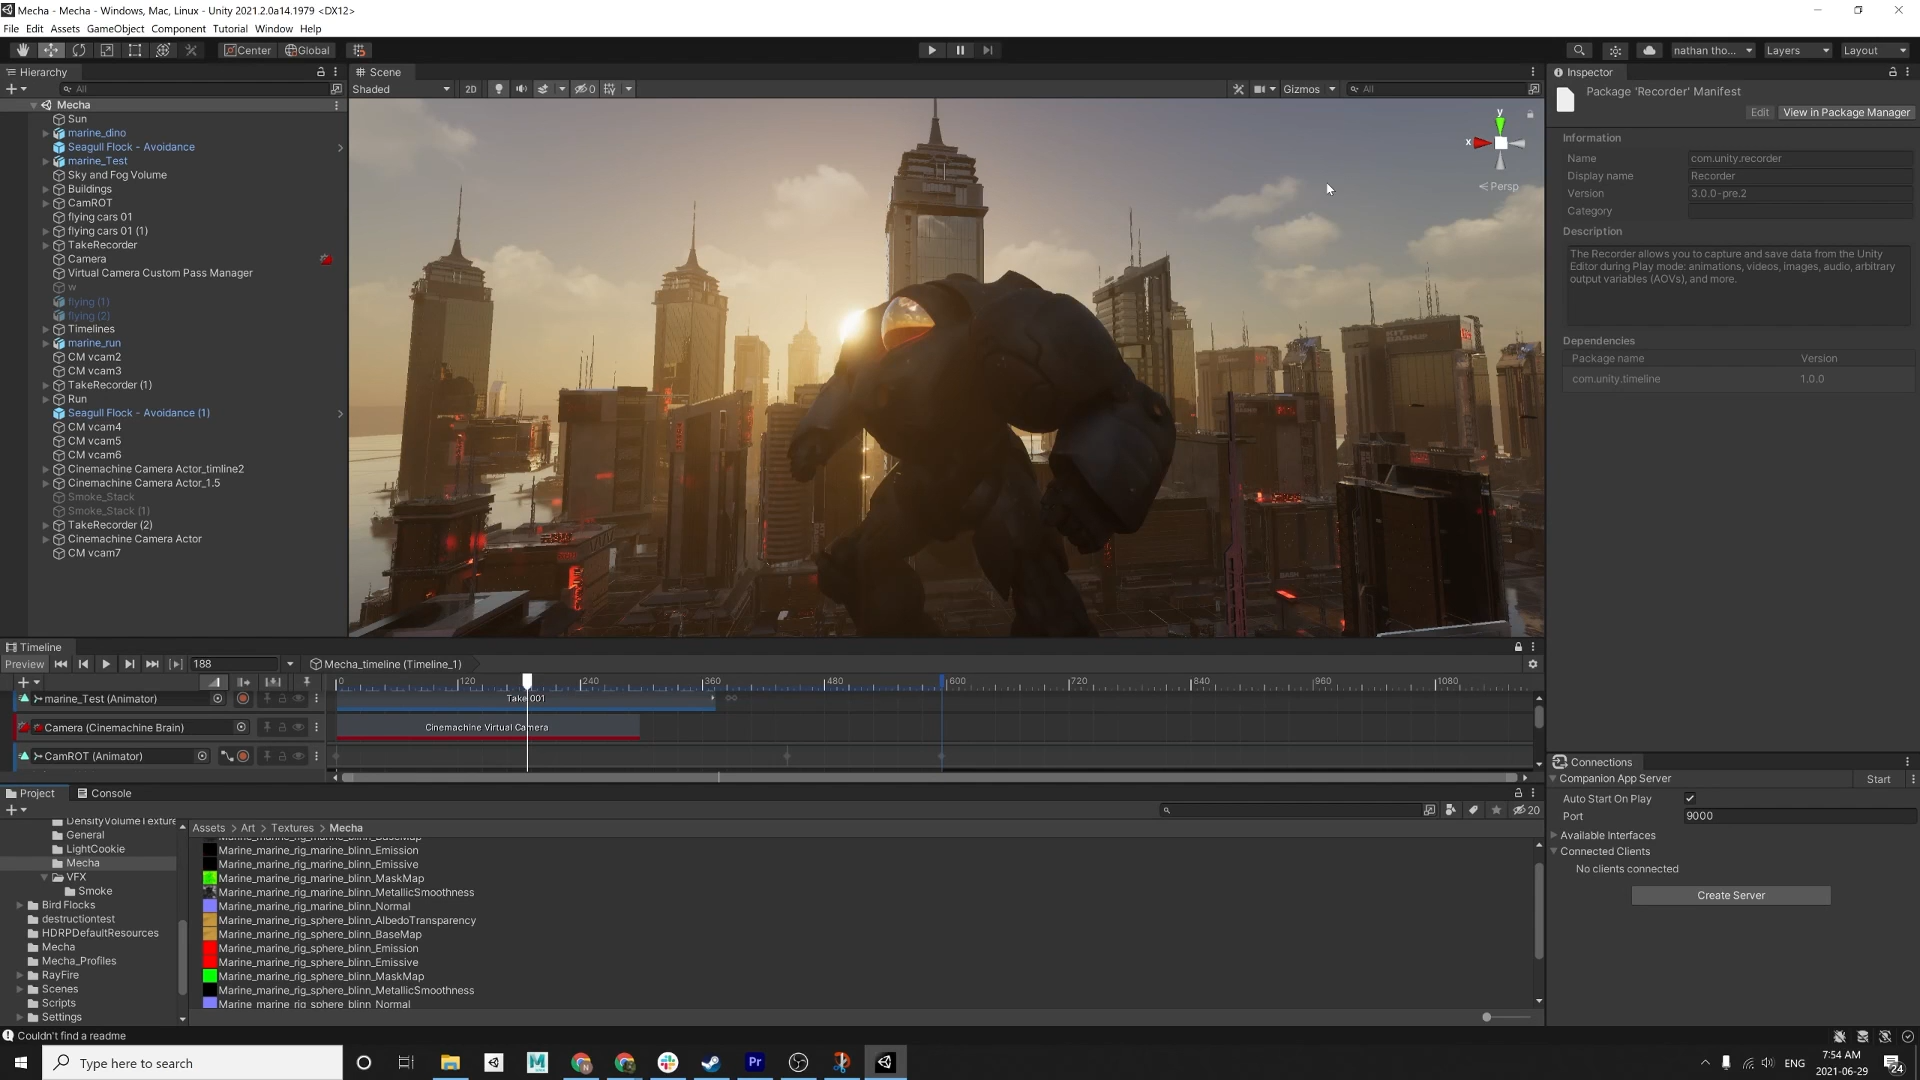 Mecha - Mecha - Windows, Mac, Linux - Unity 2021.2.0a14.1979 <DX12>
File Edit Assets GameObject Component Tutorial Window Help
Center Global
nathan tho... Layers Layout
Hierarchy
All
Mecha
Sun
marine_dino
Seagull Flock - Avoidance
marine_Test
Sky and Fog Volume
Buildings
CamROT
flying cars 01
flying cars 01 (1)
TakeRecorder
Camera
Virtual Camera Custom Pass Manager
w
flying (1)
flying (2)
Timelines
marine_run
CM vcam2
CM vcam3
TakeRecorder (1)
Run
Seagull Flock - Avoidance (1)
CM vcam4
CM vcam5
CM vcam6
Cinemachine Camera Actor_timline2
Cinemachine Camera Actor_1.5
Smoke_Stack
Smoke_Stack (1)
TakeRecorder (2)
Cinemachine Camera Actor
CM vcam7
Scene
Shaded 2D 0 Gizmos All
y
x
Persp
Inspector
Package 'Recorder' Manifest
Edit View in Package Manager
Information
Name com.unity.recorder
Display name Recorder
Version 3.0.0-pre.2
Category
Description
The Recorder allows you to capture and save data from the Unity
Editor during Play mode: animations, videos, images, audio, arbitrary
output variables (AOVs), and more.
Dependencies
Package name Version
com.unity.timeline 1.0.0
Timeline
Preview 188 Mecha_timeline (Timeline_1)
0 120 240 360 480 600 720 840 960 1080
marine_Test (Animator) Take 001
Camera (Cinemachine Brain) Cinemachine Virtual Camera
CamROT (Animator)
Project Console
20
DensityVolumeTexture
General
LightCookie
Mecha
VFX
Smoke
Bird Flocks
destructiontest
HDRPDefaultResources
Mecha
Mecha_Profiles
RayFire
Scenes
Scripts
Settings
Assets > Art > Textures > Mecha
Marine_marine_rig_marine_blinn_BaseMap
Marine_marine_rig_marine_blinn_Emission
Marine_marine_rig_marine_blinn_Emissive
Marine_marine_rig_marine_blinn_MaskMap
Marine_marine_rig_marine_blinn_MetallicSmoothness
Marine_marine_rig_marine_blinn_Normal
Marine_marine_rig_sphere_blinn_AlbedoTransparency
Marine_marine_rig_sphere_blinn_BaseMap
Marine_marine_rig_sphere_blinn_Emission
Marine_marine_rig_sphere_blinn_Emissive
Marine_marine_rig_sphere_blinn_MaskMap
Marine_marine_rig_sphere_blinn_MetallicSmoothness
Marine_marine_rig_sphere_blinn_Normal
Connections
Companion App Server Start
Auto Start On Play
Port 9000
Available Interfaces
Connected Clients
No clients connected
Create Server
Couldn't find a readme
Type here to search
M Pr
ENG
7:54 AM
2021-06-29
24